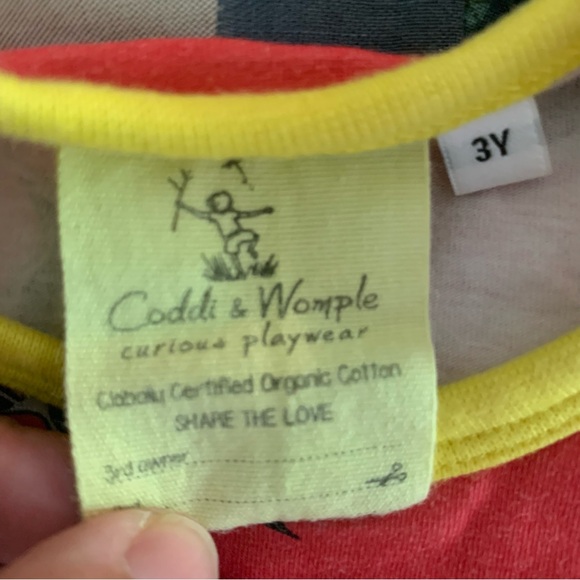 3Y
Coddi & Womple
curious playwear
Globally Certified Organic Cotton
SHARE THE LOVE
3rd owner